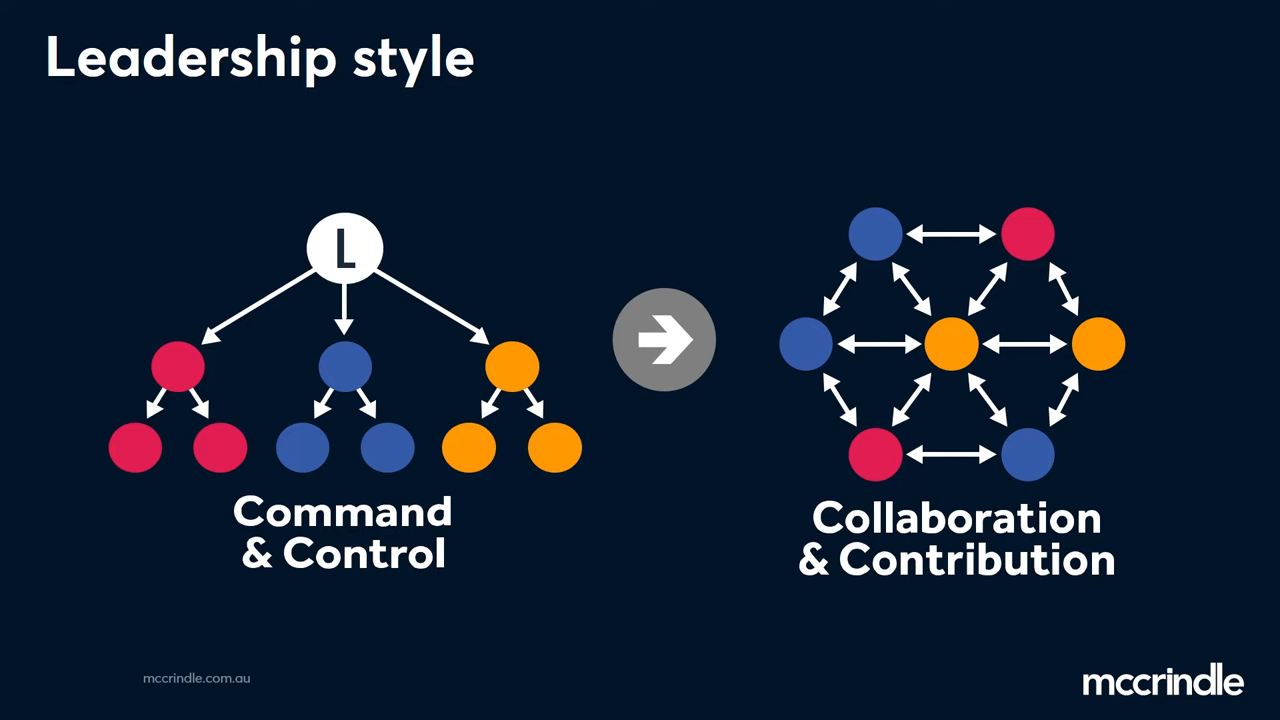 Leadership style
L
Command
& Control
Collaboration
& Contribution
mccrindle.com.au
mccrindle